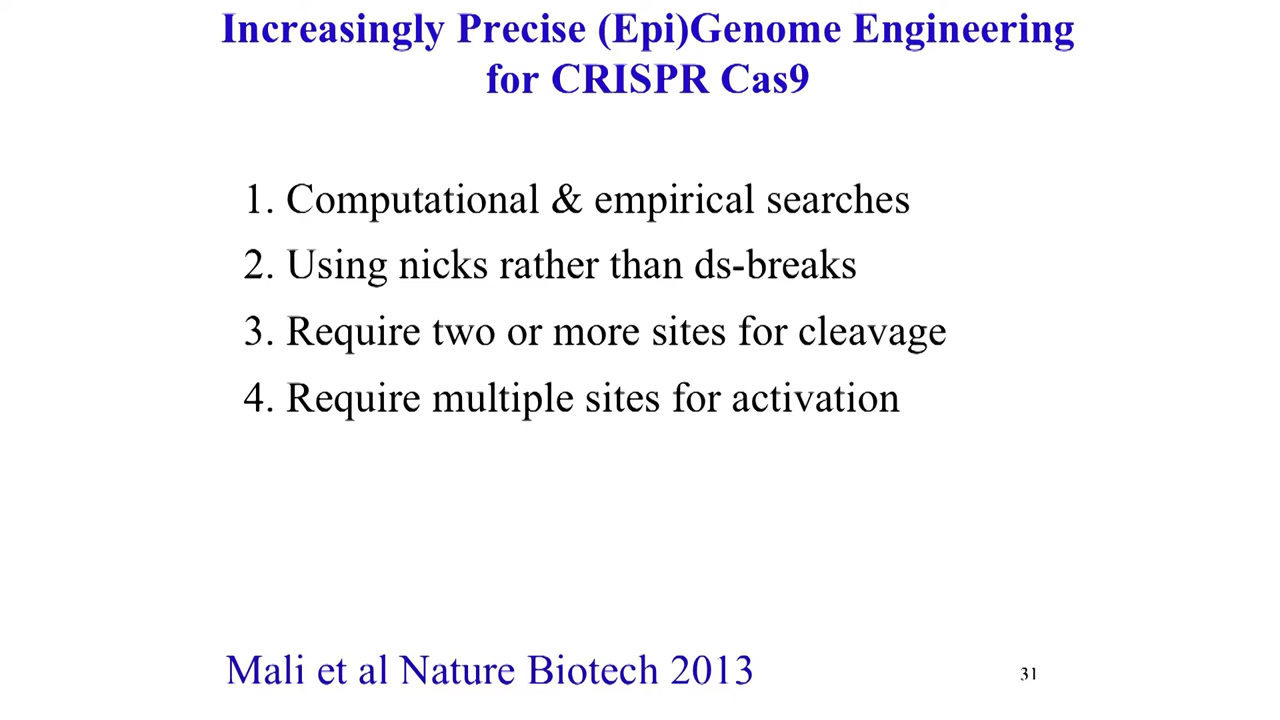 Increasingly Precise (Epi)Genome Engineering
for CRISPR Cas9
1. Computational & empirical searches
2. Using nicks rather than ds-breaks
3. Require two or more sites for cleavage
4. Require multiple sites for activation
Mali et al Nature Biotech 2013
31